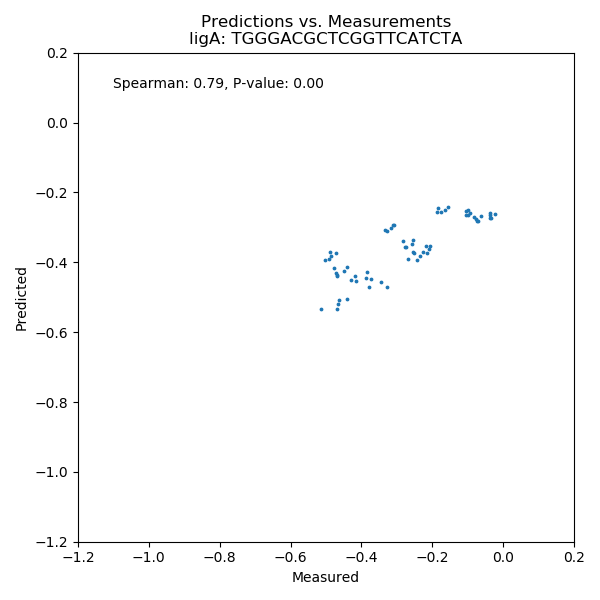 Predictions vs. Measurements
ligA: TGGGACGCTCGGTTCATCTA
Spearman: 0.79, P-value: 0.00
0.2
0.0
−0.2
−0.4
−0.6
−0.8
−1.0
−1.2
Predicted
−1.2 −1.0 −0.8 −0.6 −0.4 −0.2 0.0 0.2
Measured